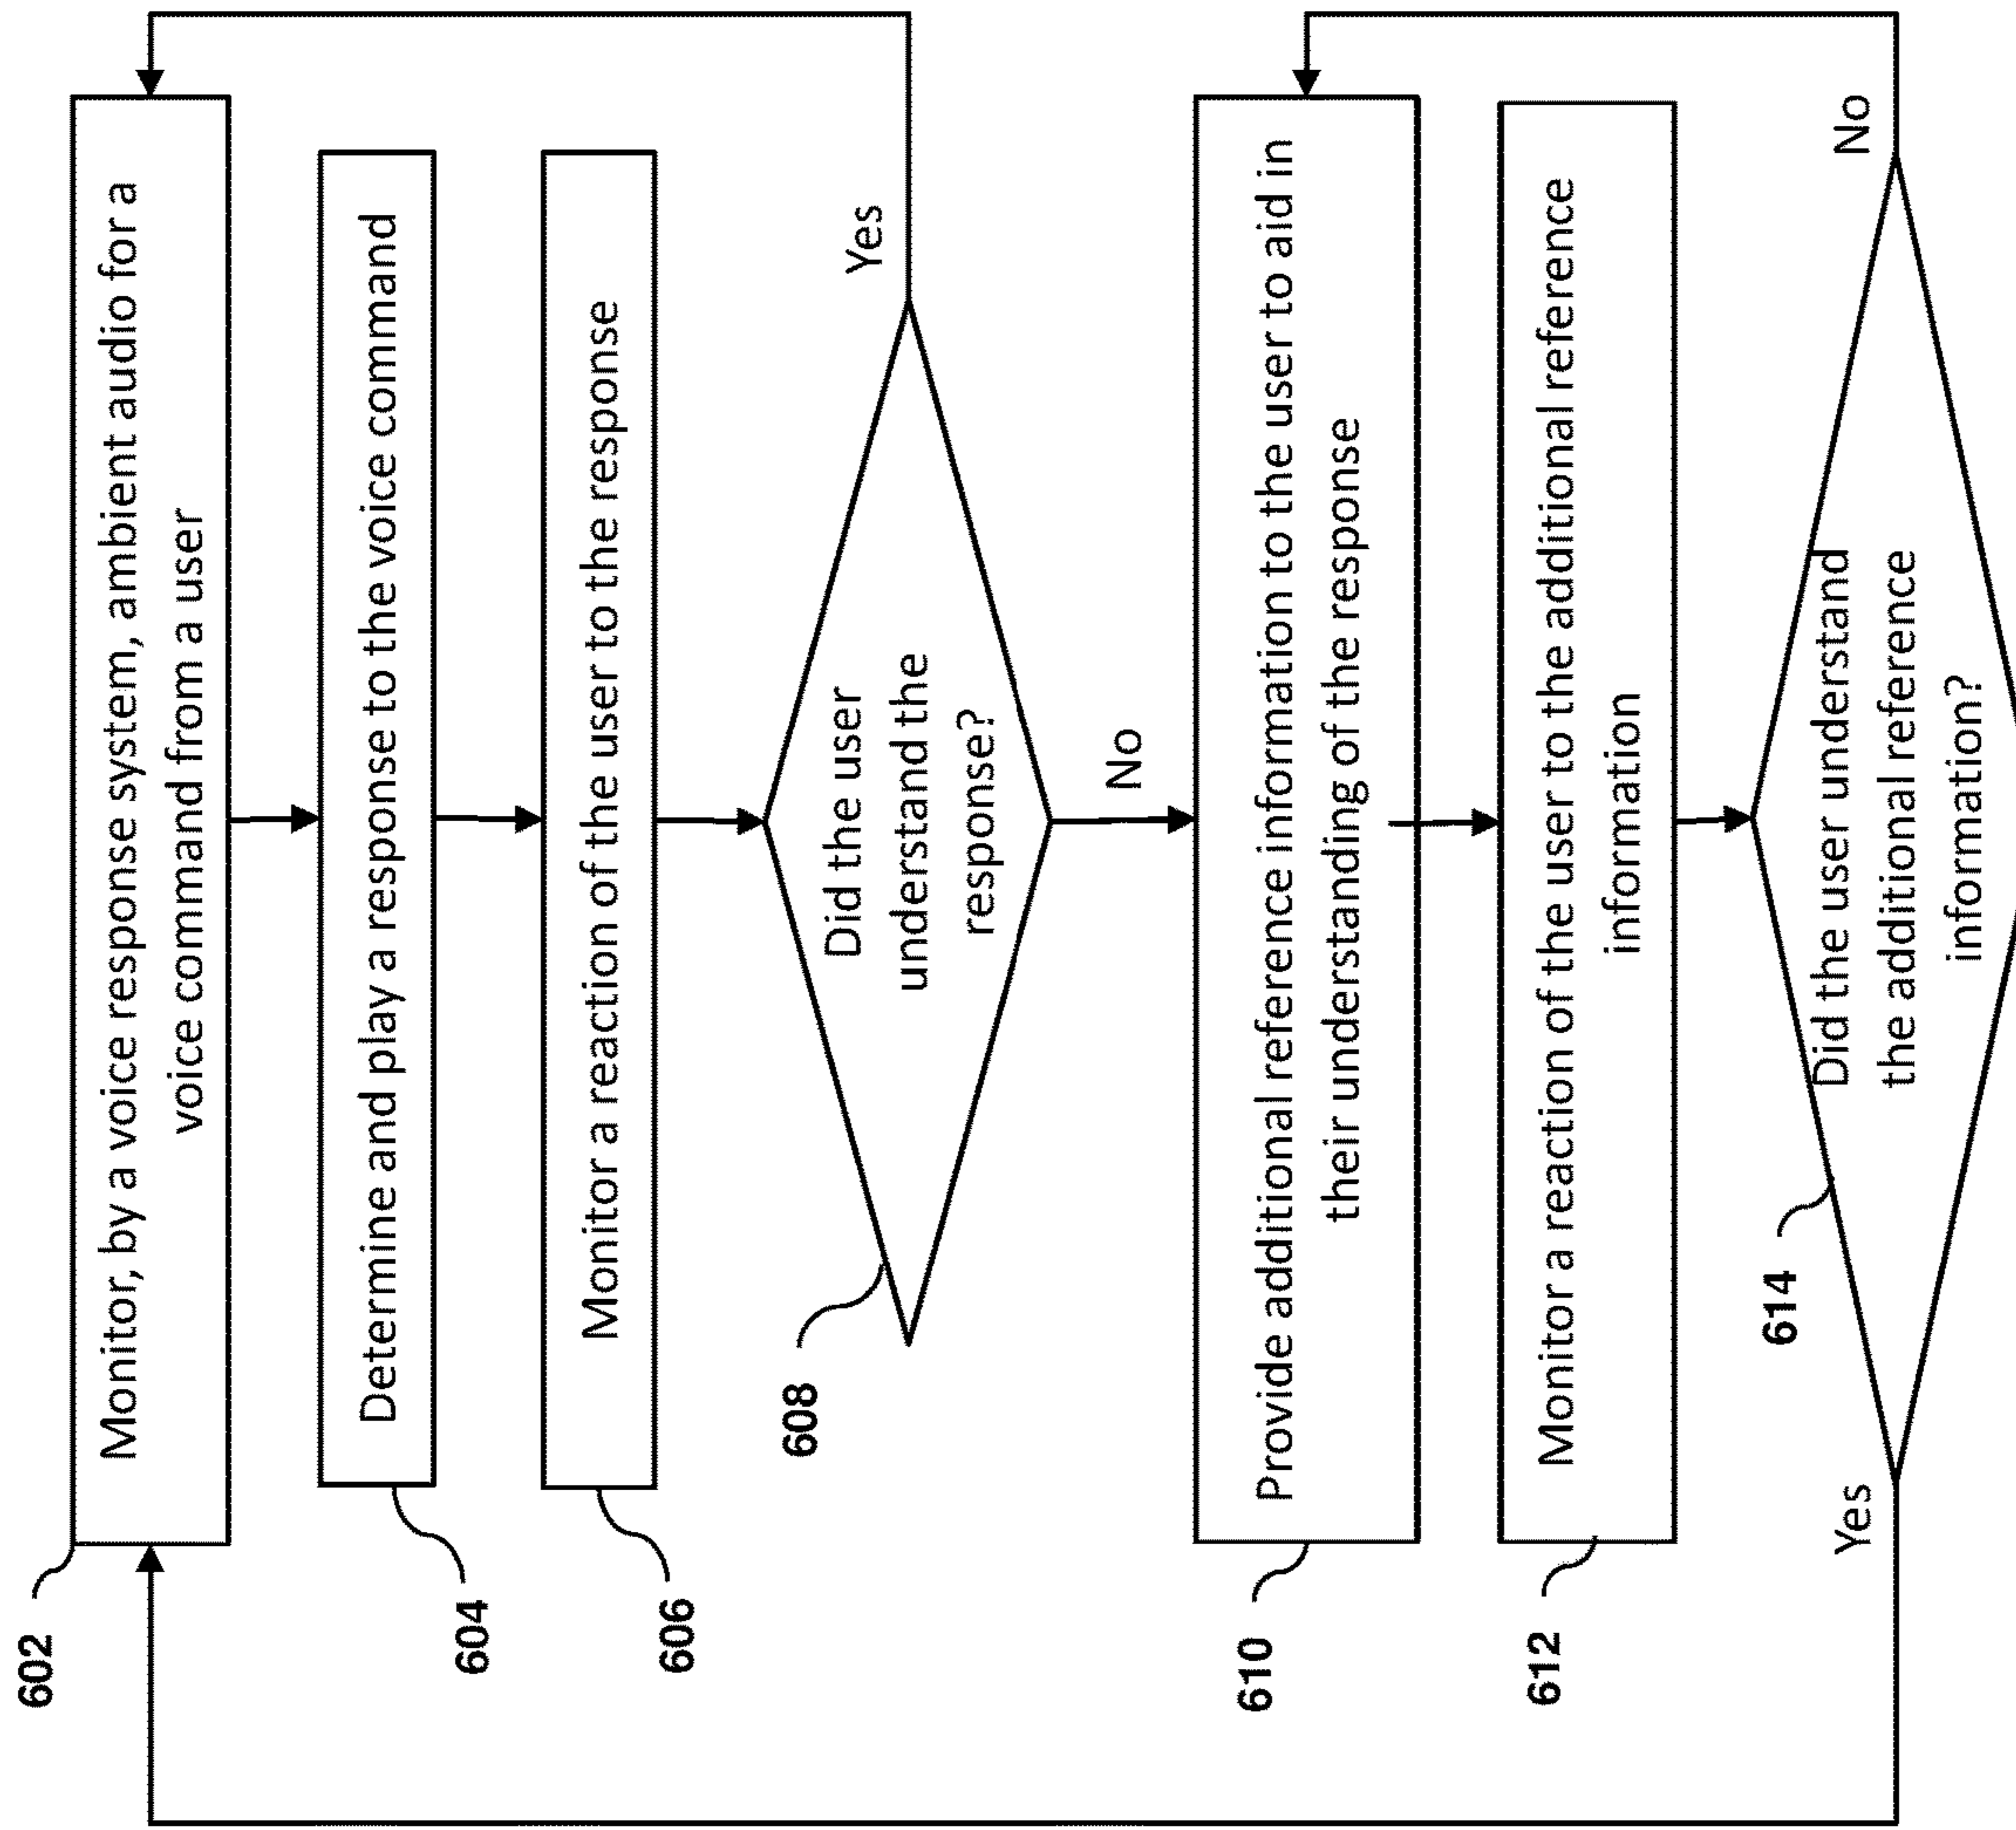 602
Monitor, by a voice response system, ambient audio for a
voice command from a user
604
Determine and play a response to the voice command
606
Monitor a reaction of the user to the response
608
Did the user
understand the
response?
Yes
No
610
Provide additional reference information to the user to aid in
their understanding of the response
612
Monitor a reaction of the user to the additional reference
information
614
Did the user understand
the additional reference
information?
Yes
No